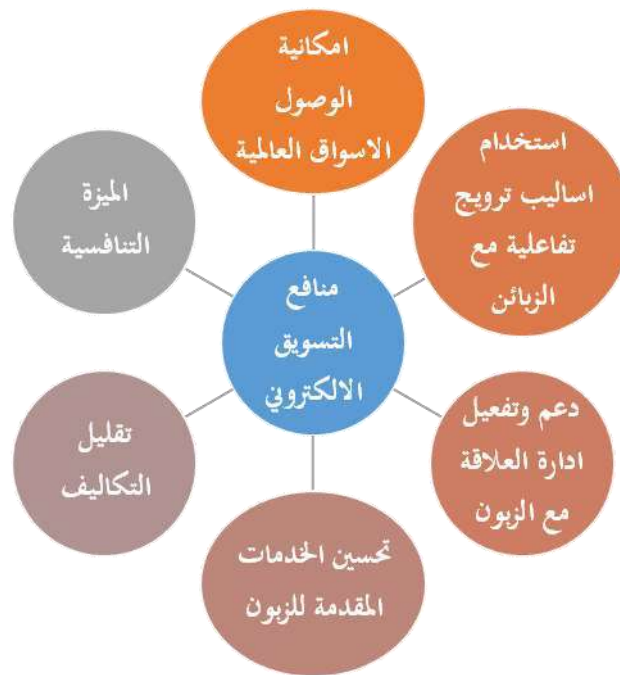 امكانية
الوصول
الاسواق العالمية
استخدام
اساليب ترويج
تفاعلية مع
الزبائن
دعم وتفعيل
ادارة العلاقة
مع الزبون
تحسين الخدمات
المقدمة للزبون
تقليل
التكاليف
الميزة
التنافسية
منافع
التسويق
الالكتروني